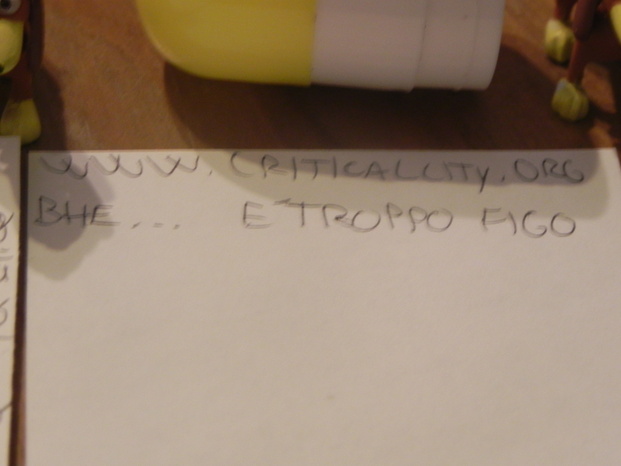 WWW.CRITICALCITY.ORG
BHE... E' TROPPO FIGO